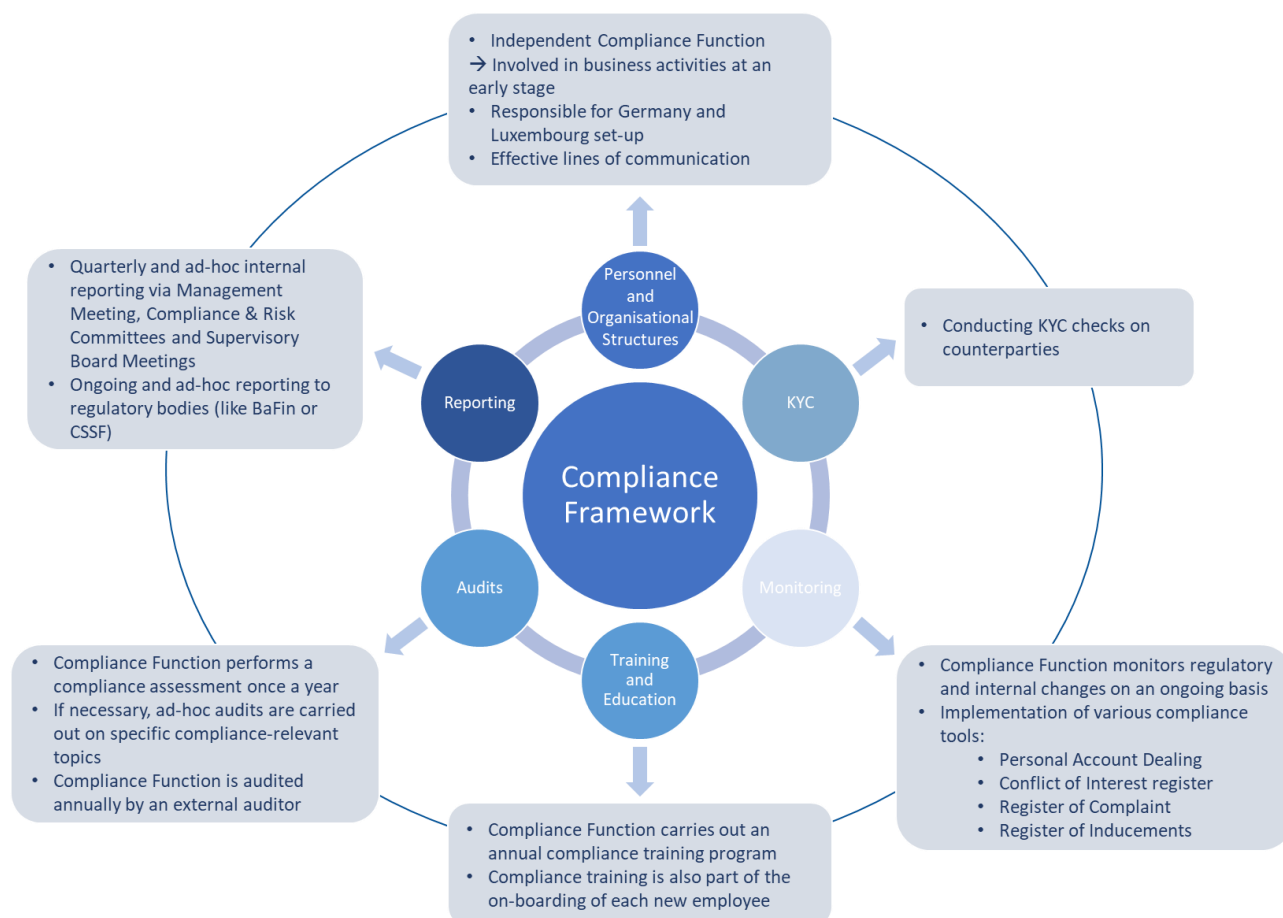 • Independent Compliance Function
→ Involved in business activities at an
early stage
• Responsible for Germany and
Luxembourg set-up
• Effective lines of communication
Personnel
and
Organisational
Structures
• Quarterly and ad-hoc internal
reporting via Management
Meeting, Compliance & Risk
Committees and Supervisory
Board Meetings
• Ongoing and ad-hoc reporting to
regulatory bodies (like BaFin or
CSSF)
Reporting
KYC
• Conducting KYC checks on
counterparties
Compliance
Framework
Audits
Monitoring
Training
and
Education
• Compliance Function performs a
compliance assessment once a year
• If necessary, ad-hoc audits are carried
out on specific compliance-relevant
topics
• Compliance Function is audited
annually by an external auditor
• Compliance Function monitors regulatory
and internal changes on an ongoing basis
• Implementation of various compliance
tools:
• Personal Account Dealing
• Conflict of Interest register
• Register of Complaint
• Register of Inducements
• Compliance Function carries out an
annual compliance training program
• Compliance training is also part of the
on-boarding of each new employee